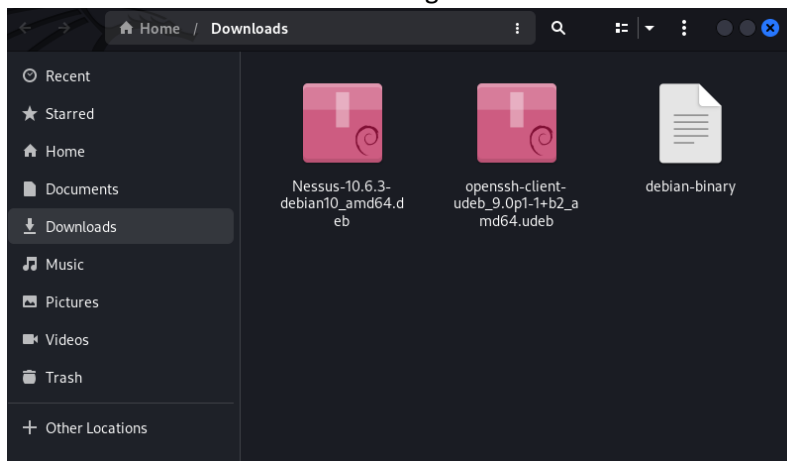 Home / Downloads
Recent
Starred
Home
Documents
Downloads
Music
Pictures
Videos
Trash
Other Locations
Nessus-10.6.3-
debian10_amd64.d
eb
openssh-client-
udeb_9.0p1-1+b2_a
md64.udeb
debian-binary